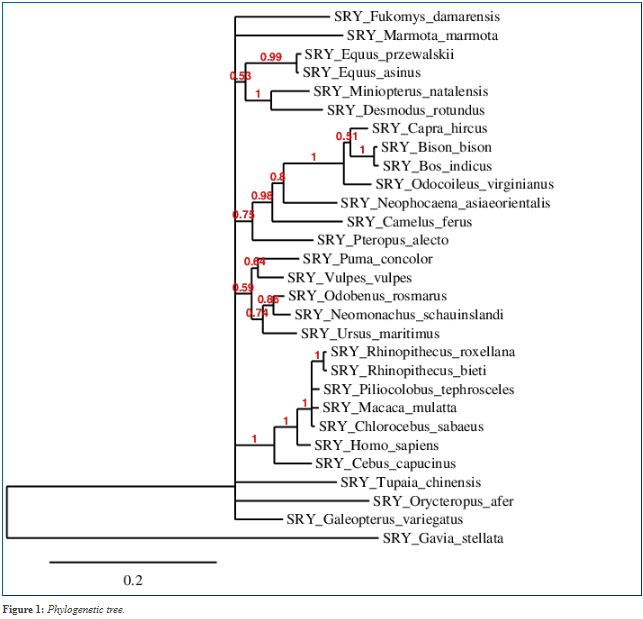 SRY_Fukomys_damarensis
SRY_Marmota_marmota
SRY_Equus_przewalskii
0.99
0.53
SRY_Equus_asinus
SRY_Miniopterus_natalensis
1
SRY_Desmodus_rotundus
SRY_Capra_hircus
0.51
SRY_Bison_bison
1
1
SRY_Bos_indicus
0.8
SRY_Odocoileus_virginianus
0.98
SRY_Neophocaena_asiaeorientalis
0.75
SRY_Camelus_ferus
SRY_Pteropus_alecto
SRY_Puma_concolor
0.64
SRY_Vulpes_vulpes
0.59
0.86
SRY_Odobenus_rosmarus
0.74
SRY_Neomonachus_schauinslandi
SRY_Ursus_maritimus
SRY_Rhinopithecus_roxellana
1
SRY_Rhinopithecus_bieti
SRY_Piliocolobus_tephrosceles
1
SRY_Macaca_mulatta
1
SRY_Chlorocebus_sabaeus
1
SRY_Homo_sapiens
SRY_Cebus_capucinus
SRY_Tupaia_chinensis
SRY_Orycteropus_afer
SRY_Galeopterus_variegatus
SRY_Gavia_stellata
0.2
Figure 1: Phylogenetic tree.